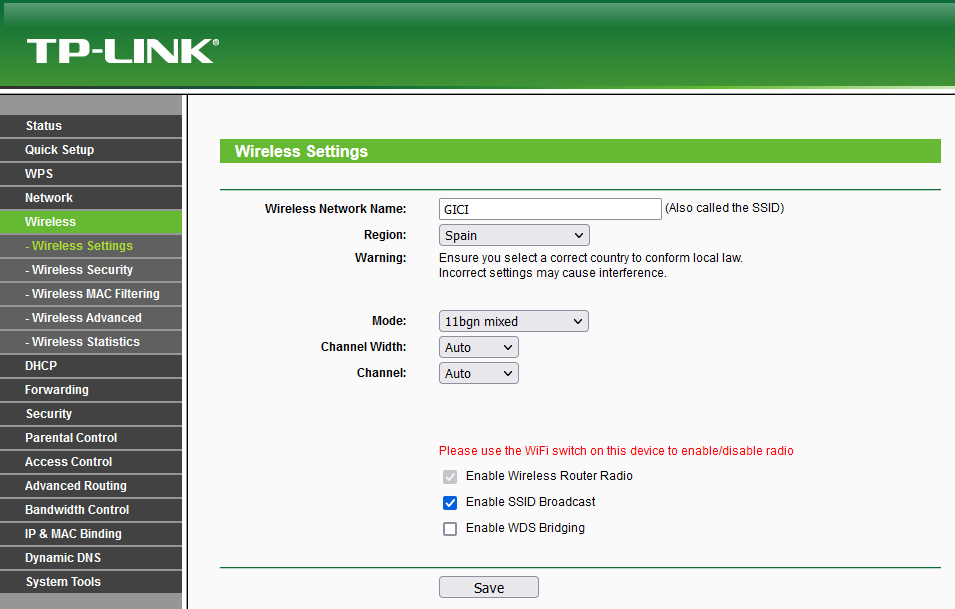 TP-LINK®
Status
Quick Setup
WPS
Network
Wireless
- Wireless Settings
- Wireless Security
- Wireless MAC Filtering
- Wireless Advanced
- Wireless Statistics
DHCP
Forwarding
Security
Parental Control
Access Control
Advanced Routing
Bandwidth Control
IP & MAC Binding
Dynamic DNS
System Tools
Wireless Settings
Wireless Network Name: GICI (Also called the SSID)
Region: Spain
Warning: Ensure you select a correct country to conform local law.
Incorrect settings may cause interference.
Mode: 11bgn mixed
Channel Width: Auto
Channel: Auto
Please use the WiFi switch on this device to enable/disable radio
Enable Wireless Router Radio
Enable SSID Broadcast
Enable WDS Bridging
Save